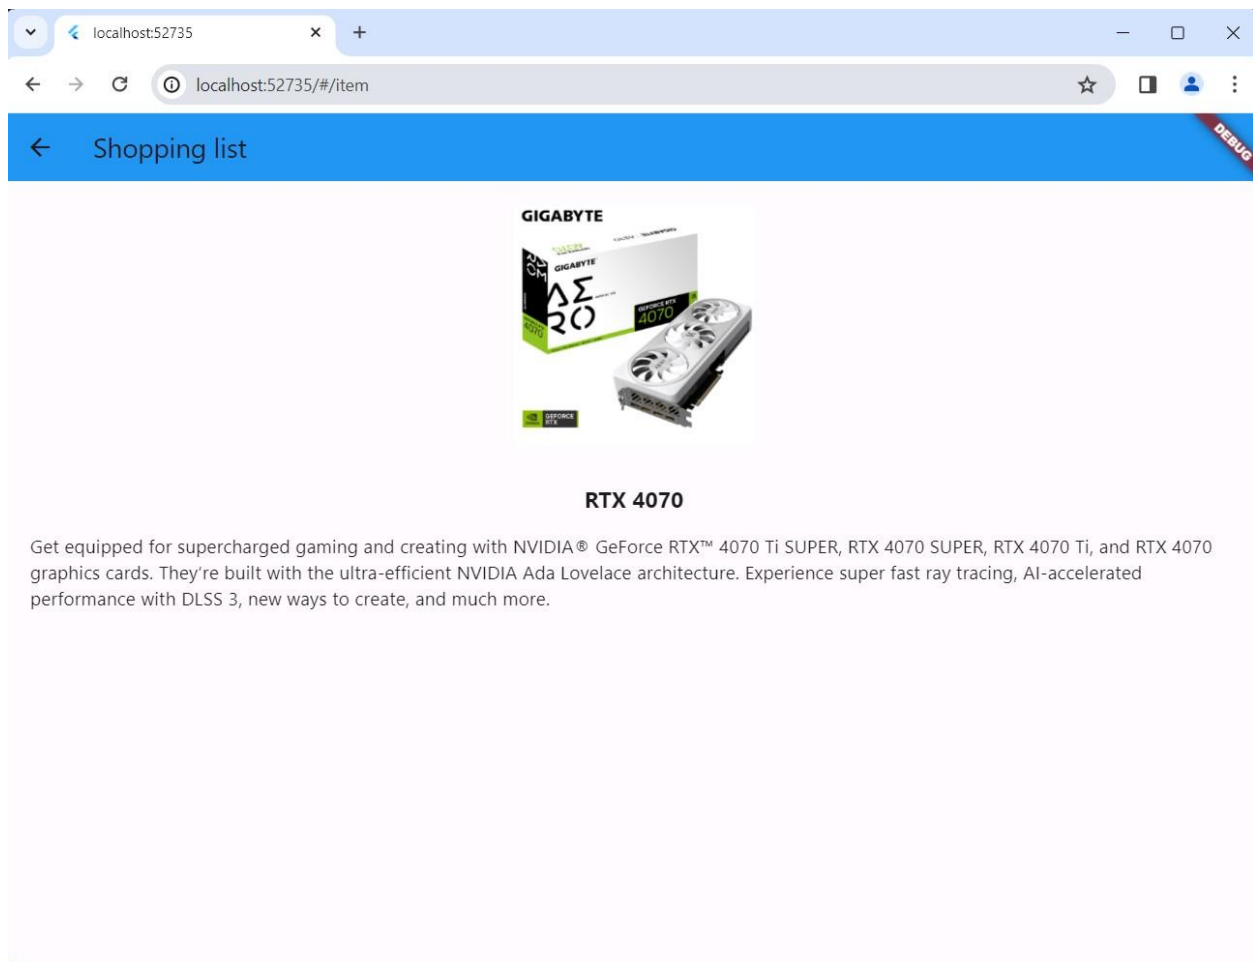 localhost:52735
localhost:52735/#/item
Shopping list
DEBUG
GIGABYTE
GIGABYTE
GEFORCE RTX
4070
4070
GEFORCE
RTX
RTX 4070
Get equipped for supercharged gaming and creating with NVIDIA® GeForce RTX™ 4070 Ti SUPER, RTX 4070 SUPER, RTX 4070 Ti, and RTX 4070
graphics cards. They're built with the ultra-efficient NVIDIA Ada Lovelace architecture. Experience super fast ray tracing, AI-accelerated
performance with DLSS 3, new ways to create, and much more.